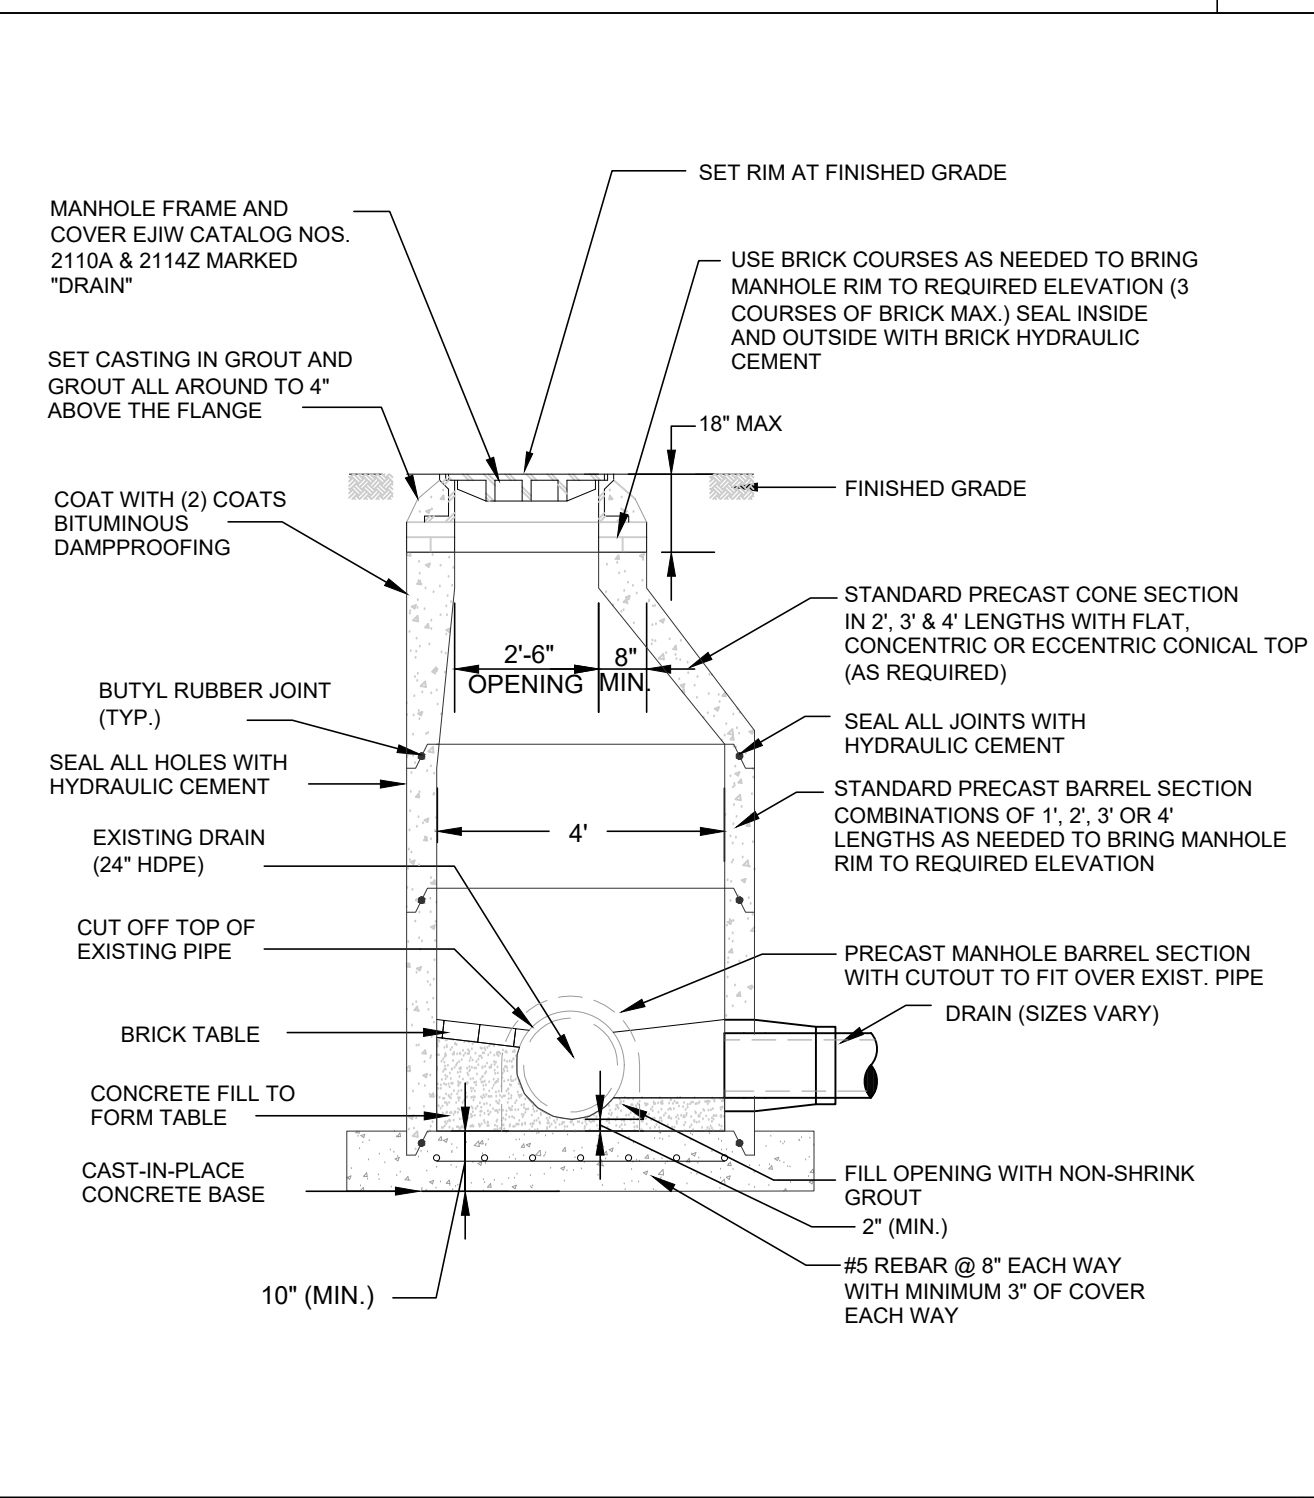 SET RIM AT FINISHED GRADE
MANHOLE FRAME AND
COVER EJIW CATALOG NOS.
2110A & 2114Z MARKED
"DRAIN"
USE BRICK COURSES AS NEEDED TO BRING
MANHOLE RIM TO REQUIRED ELEVATION (3
COURSES OF BRICK MAX.) SEAL INSIDE
AND OUTSIDE WITH BRICK HYDRAULIC
CEMENT
SET CASTING IN GROUT AND
GROUT ALL AROUND TO 4"
ABOVE THE FLANGE
18" MAX
FINISHED GRADE
COAT WITH (2) COATS
BITUMINOUS
DAMPPROOFING
STANDARD PRECAST CONE SECTION
IN 2', 3' & 4' LENGTHS WITH FLAT,
CONCENTRIC OR ECCENTRIC CONICAL TOP
(AS REQUIRED)
2'-6"
OPENING
8"
MIN.
BUTYL RUBBER JOINT
(TYP.)
SEAL ALL JOINTS WITH
HYDRAULIC CEMENT
SEAL ALL HOLES WITH
HYDRAULIC CEMENT
STANDARD PRECAST BARREL SECTION
COMBINATIONS OF 1', 2', 3' OR 4'
LENGTHS AS NEEDED TO BRING MANHOLE
RIM TO REQUIRED ELEVATION
4'
EXISTING DRAIN
(24" HDPE)
CUT OFF TOP OF
EXISTING PIPE
PRECAST MANHOLE BARREL SECTION
WITH CUTOUT TO FIT OVER EXIST. PIPE
DRAIN (SIZES VARY)
BRICK TABLE
CONCRETE FILL TO
FORM TABLE
CAST-IN-PLACE
CONCRETE BASE
FILL OPENING WITH NON-SHRINK
GROUT
2" (MIN.)
#5 REBAR @ 8" EACH WAY
WITH MINIMUM 3" OF COVER
EACH WAY
10" (MIN.)